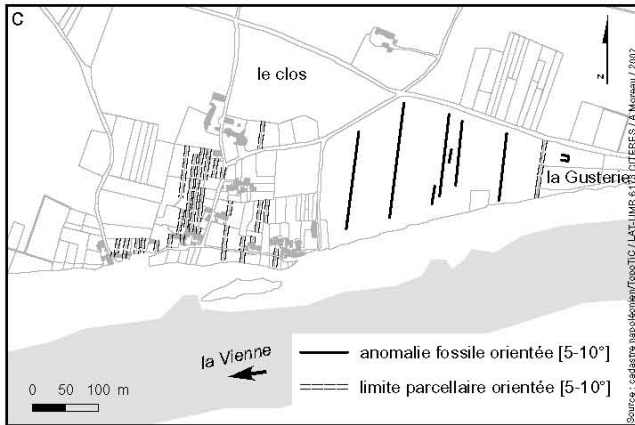 C
le clos
z
la Gusterie
la Vienne
0 50 100 m
anomalie fossile orientée [5-10°]
limite parcellaire orientée [5-10°]
Source : cadastre napoléonien/TopoTIC / LAT-UMR 6173 CITERES / A Moreau / 2007